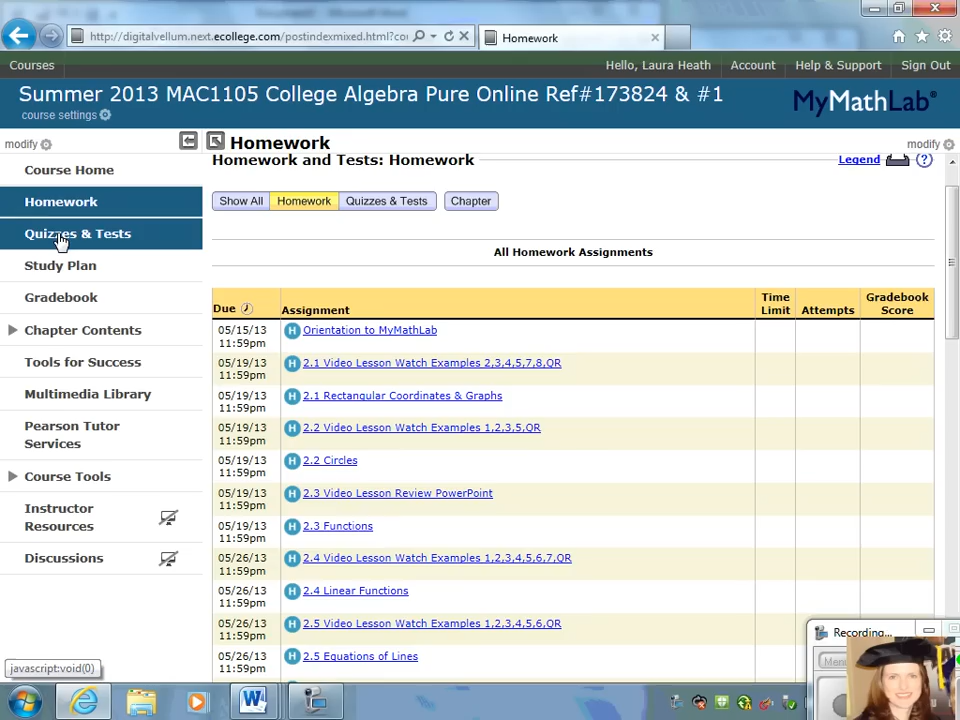 http://digitalvellum.next.ecollege.com/postindexmixed.html?co
Homework
Courses
Hello, Laura Heath
Account
Help & Support
Sign Out
Summer 2013 MAC1105 College Algebra Pure Online Ref#173824 & #1
course settings
MyMathLab®
modify
Homework
modify
Course Home
Homework
Quizzes & Tests
Study Plan
Gradebook
Chapter Contents
Tools for Success
Multimedia Library
Pearson Tutor
Services
Course Tools
Instructor
Resources
Discussions
Homework and Tests: Homework
Legend
?
Show All
Homework
Quizzes & Tests
Chapter
All Homework Assignments
Due
Assignment
Time
Limit
Attempts
Gradebook
Score
05/15/13
11:59pm
H Orientation to MyMathLab
05/19/13
11:59pm
H 2.1 Video Lesson Watch Examples 2,3,4,5,7,8,QR
05/19/13
11:59pm
H 2.1 Rectangular Coordinates & Graphs
05/19/13
11:59pm
H 2.2 Video Lesson Watch Examples 1,2,3,5,QR
05/19/13
11:59pm
H 2.2 Circles
05/19/13
11:59pm
H 2.3 Video Lesson Review PowerPoint
05/19/13
11:59pm
H 2.3 Functions
05/26/13
11:59pm
H 2.4 Video Lesson Watch Examples 1,2,3,4,5,6,7,QR
05/26/13
11:59pm
H 2.4 Linear Functions
05/26/13
11:59pm
H 2.5 Video Lesson Watch Examples 1,2,3,4,5,6,QR
05/26/13
11:59pm
H 2.5 Equations of Lines
javascript:void(0)
Recording...